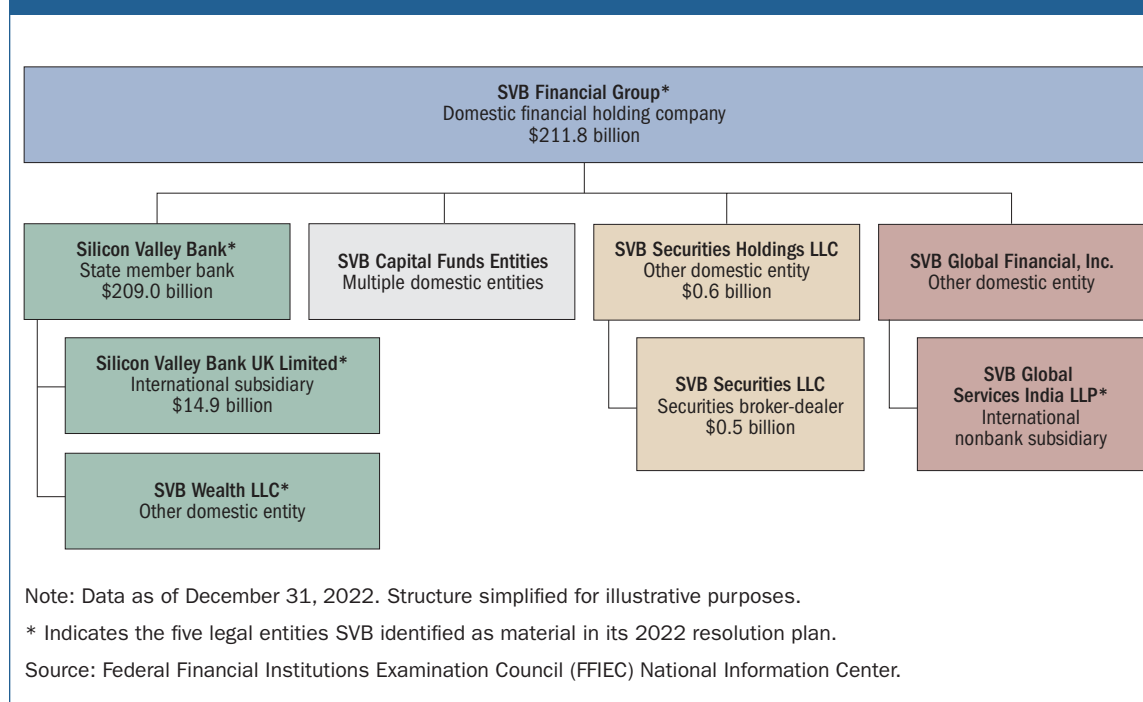 SVB Financial Group*
Domestic financial holding company
$211.8 billion
Silicon Valley Bank*
State member bank
$209.0 billion
SVB Capital Funds Entities
Multiple domestic entities
SVB Securities Holdings LLC
Other domestic entity
$0.6 billion
SVB Global Financial, Inc.
Other domestic entity
Silicon Valley Bank UK Limited*
International subsidiary
$14.9 billion
SVB Securities LLC
Securities broker-dealer
$0.5 billion
SVB Global
Services India LLP*
International
nonbank subsidiary
SVB Wealth LLC*
Other domestic entity
Note: Data as of December 31, 2022. Structure simplified for illustrative purposes.
* Indicates the five legal entities SVB identified as material in its 2022 resolution plan.
Source: Federal Financial Institutions Examination Council (FFIEC) National Information Center.